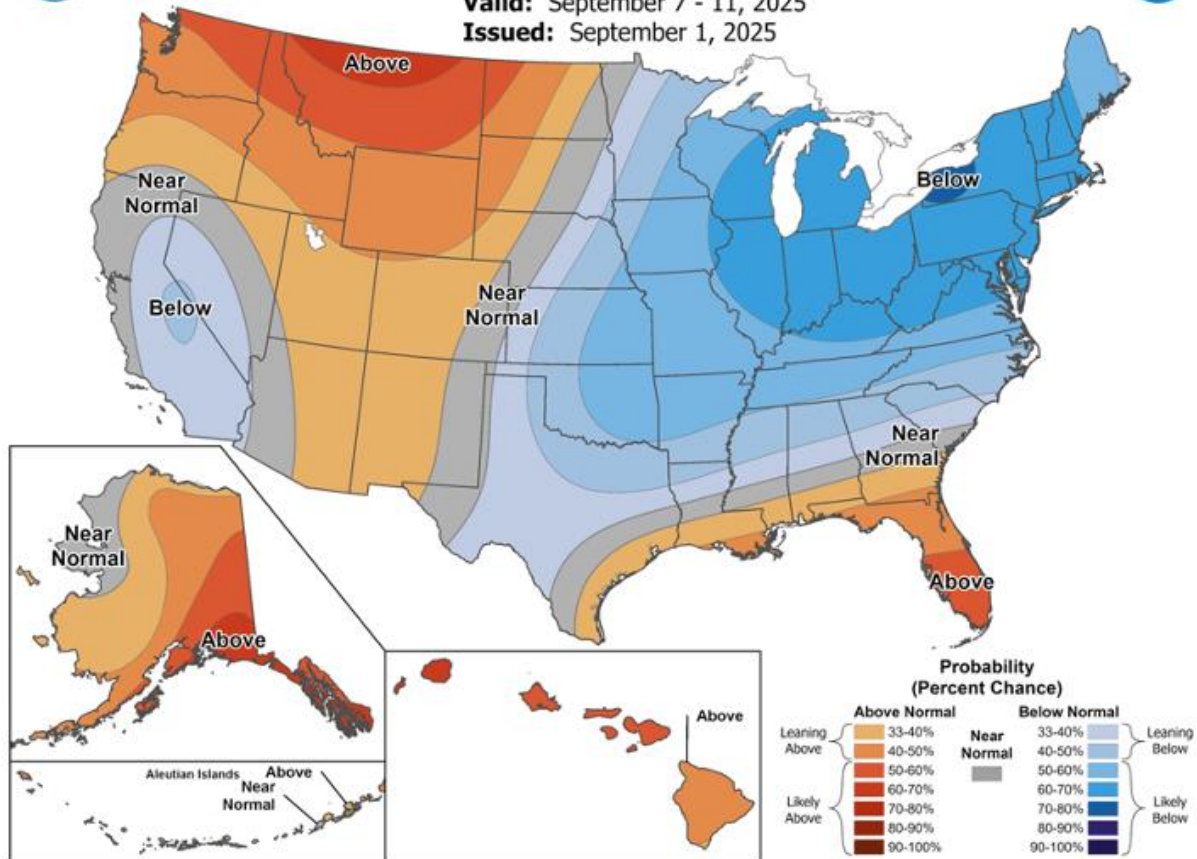 Valid: September 7 - 11, 2025
Issued: September 1, 2025
Above
Near
Normal
Below
Below
Near
Normal
Near
Normal
Near
Normal
Above
Above
Above
Aleutian Islands
Above
Near
Normal
Probability
(Percent Chance)
Above Normal
Below Normal
Leaning
Above
33-40%
40-50%
50-60%
60-70%
70-80%
80-90%
90-100%
Likely
Above
Near
Normal
33-40%
40-50%
50-60%
60-70%
70-80%
80-90%
90-100%
Leaning
Below
Likely
Below